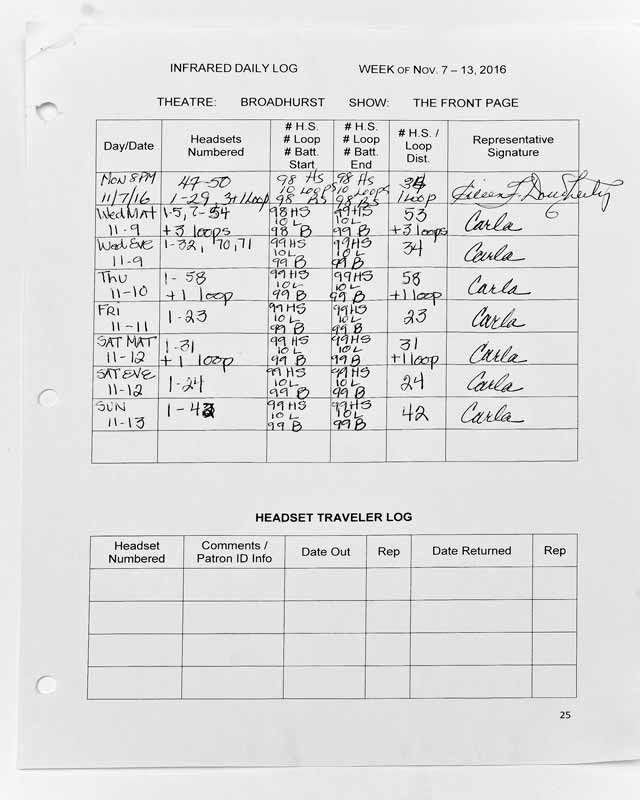 INFRARED DAILY LOG WEEK OF NOV. 7 – 13, 2016
THEATRE: BROADHURST SHOW: THE FRONT PAGE
Day/Date Headsets Numbered # H.S. # Loop # Batt. Start # H.S. # Loop # Batt. End # H.S. / Loop Dist. Representative Signature
MON 8PM 47-50 98 HS 98 HS
11/7/16 1-29, 3+1 Loop 10 Loops 10 Loops 1 Loop Eileen F. Dougherty
98 BS 98 BS
Wed MAT 1-5, 7-54 98 HS 99 HS 53
11-9 +3 loops 10 L 10 L +3 loops Carla
98 B 99 B
Wed Eve 1-32, 70, 71 99 HS 99 HS 34
11-9 10 L 10 L Carla
99 B 99 B
THU 1-58 99 HS 99 HS 58
11-10 +1 loop 10 L 10 L +1 loop Carla
99 B 99 B
FRI 1-23 99 HS 99 HS 23
11-11 10 L 10 L Carla
99 B 99 B
SAT MAT 1-31 99 HS 99 HS 31
11-12 +1 loop 10 L 10 L +1 loop Carla
99 B 99 B
SAT EVE 1-24 99 HS 99 HS 24
11-12 10 L 10 L Carla
99 B 99 B
SUN 1-42 99 HS 99 HS 42
11-13 10 L 10 L Carla
99 B 99 B
HEADSET TRAVELER LOG
Headset Numbered Comments / Patron ID Info Date Out Rep Date Returned Rep
25